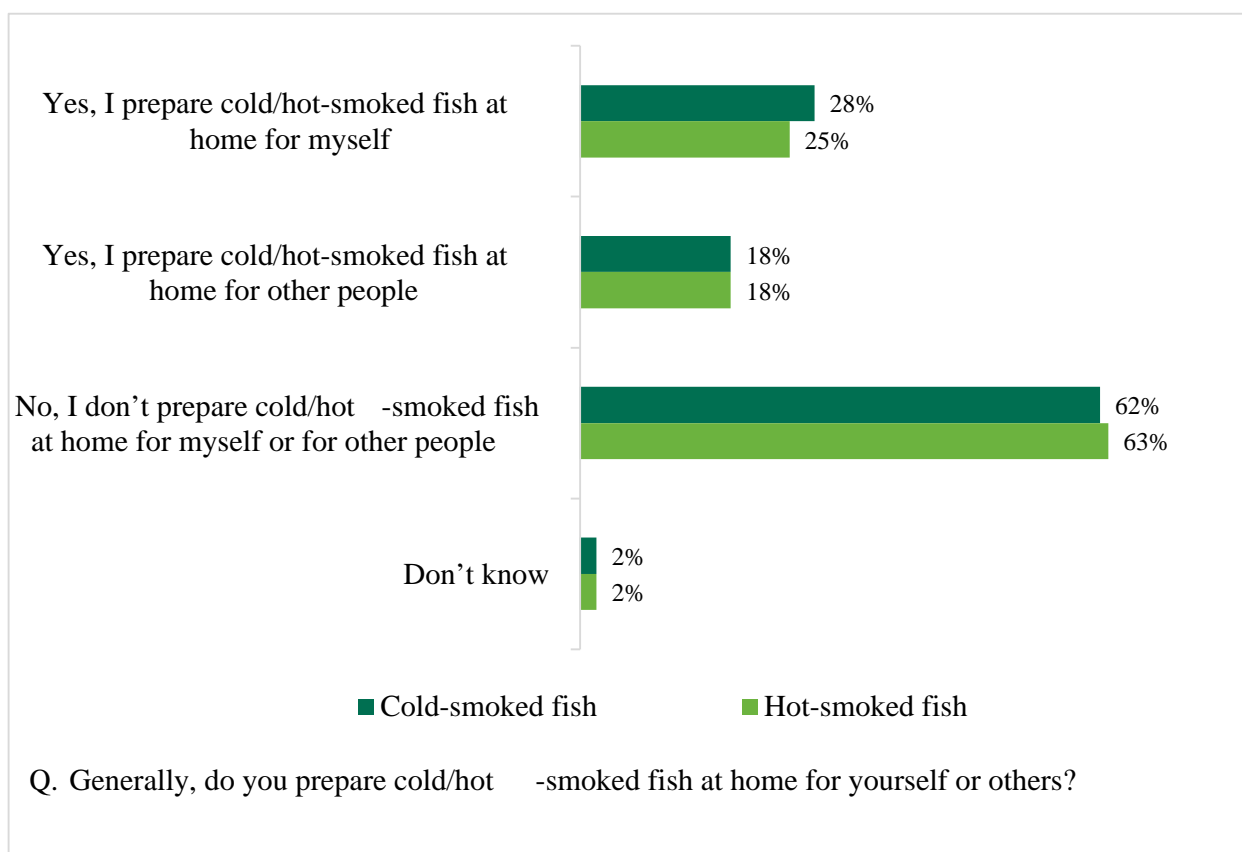 Yes, I prepare cold/hot-smoked fish at
home for myself
28%
25%
Yes, I prepare cold/hot-smoked fish at
home for other people
18%
18%
No, I don’t prepare cold/hot -smoked fish
at home for myself or for other people
62%
63%
Don’t know
2%
2%
Cold-smoked fish Hot-smoked fish
Q. Generally, do you prepare cold/hot -smoked fish at home for yourself or others?